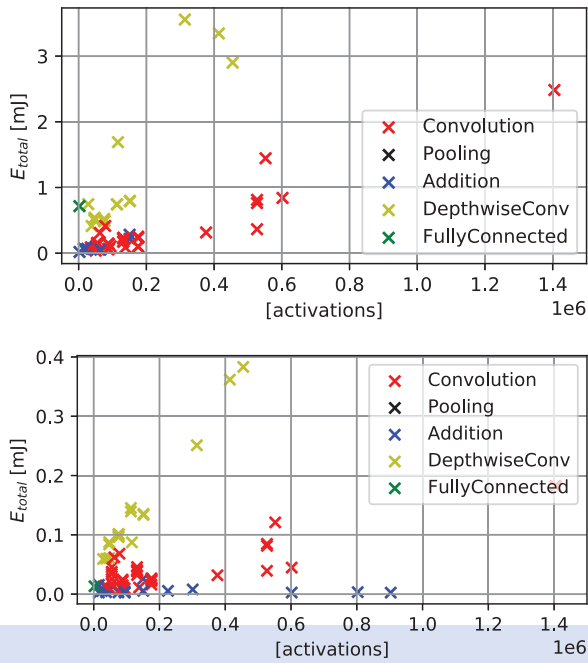 3
2
1
0
E_total [mJ]
Convolution
Pooling
Addition
DepthwiseConv
FullyConnected
0.0 0.2 0.4 0.6 0.8 1.0 1.2 1.4
1e6
[activations]
0.4
0.3
0.2
0.1
0.0
E_total [mJ]
Convolution
Pooling
Addition
DepthwiseConv
FullyConnected
0.0 0.2 0.4 0.6 0.8 1.0 1.2 1.4
1e6
[activations]